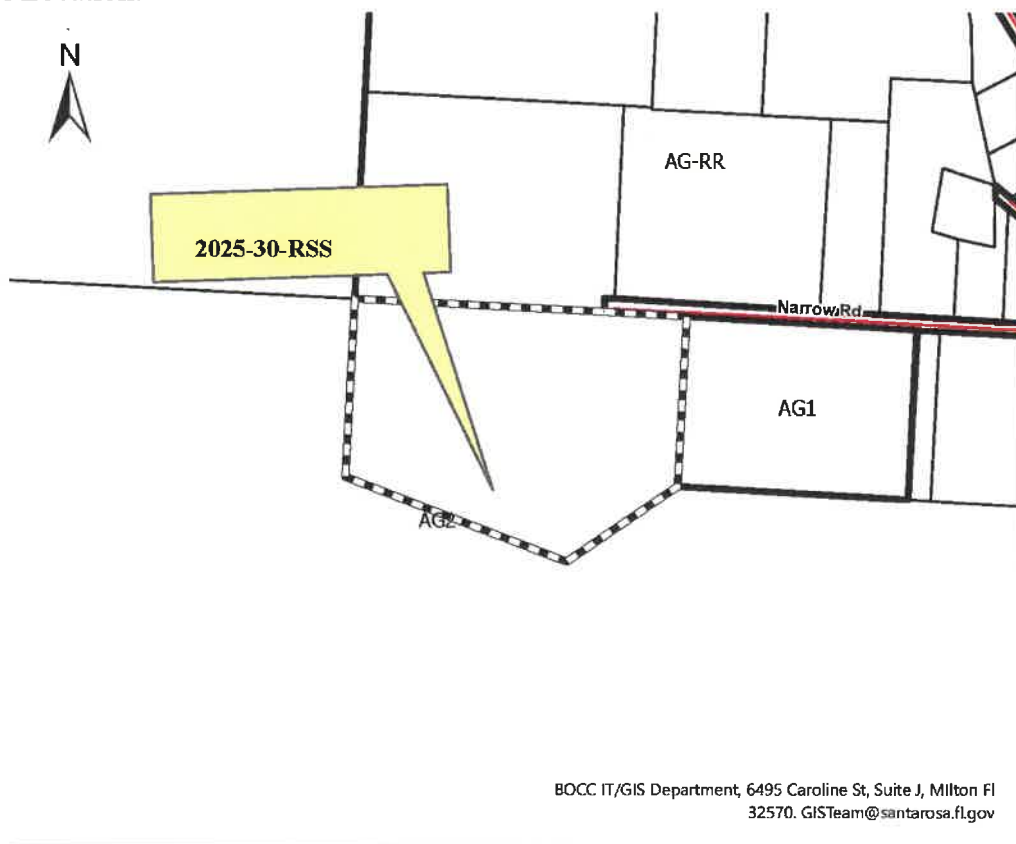 N
AG-RR
2025-30-RSS
Narrow Rd
AG1
AG2
BOCC IT/GIS Department, 6495 Caroline St, Suite J, Milton Fl
32570. GISTeam@santarosa.fl.gov